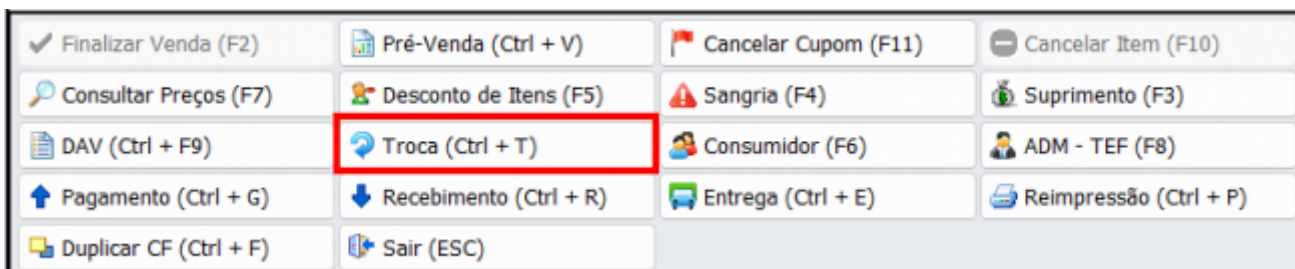 Finalizar Venda (F2)
Pré-Venda (Ctrl + V)
Cancelar Cupom (F11)
Cancelar Item (F10)
Consultar Preços (F7)
Desconto de Itens (F5)
Sangria (F4)
Suprimento (F3)
DAV (Ctrl + F9)
Troca (Ctrl + T)
Consumidor (F6)
ADM - TEF (F8)
Pagamento (Ctrl + G)
Recebimento (Ctrl + R)
Entrega (Ctrl + E)
Reimpressão (Ctrl + P)
Duplicar CF (Ctrl + F)
Sair (ESC)